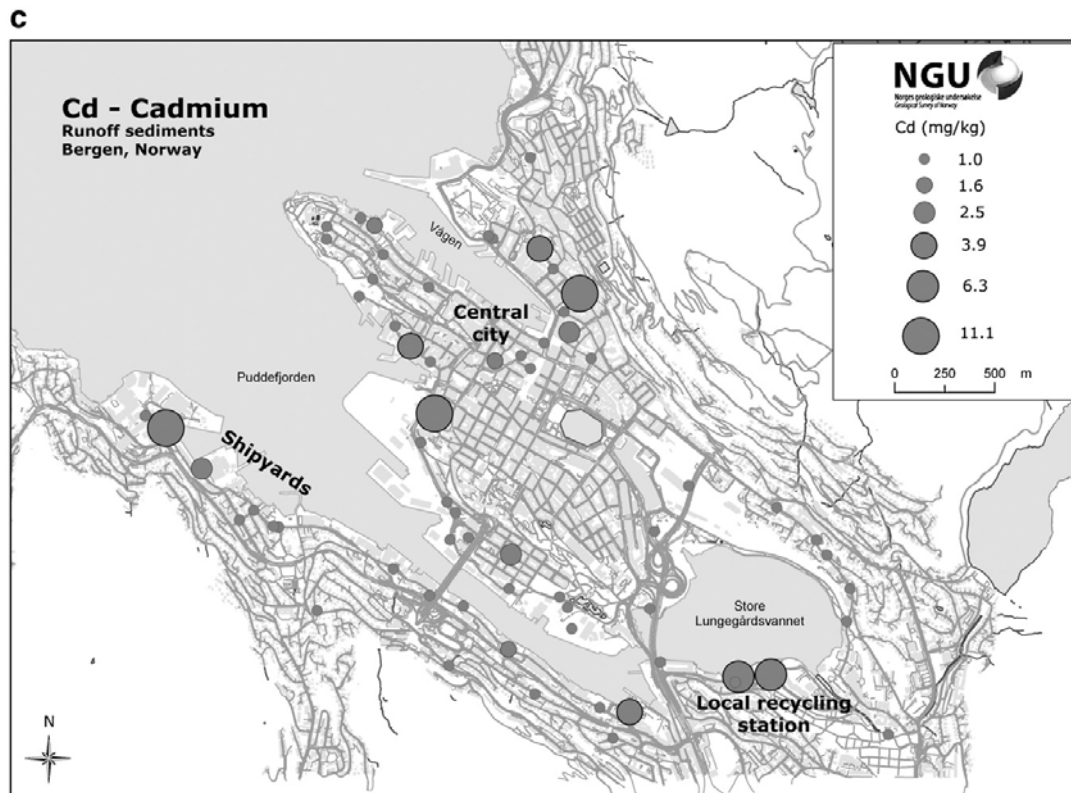 c
Cd - Cadmium
Runoff sediments
Bergen, Norway
NGU
Norges geologiske undersøkelse
Geological Survey of Norway
Cd (mg/kg)
1.0
1.6
2.5
3.9
6.3
11.1
0 250 500 m
Vågen
Central
city
Puddefjorden
Shipyards
Store
Lungegårdsvannet
Local recycling
station
N